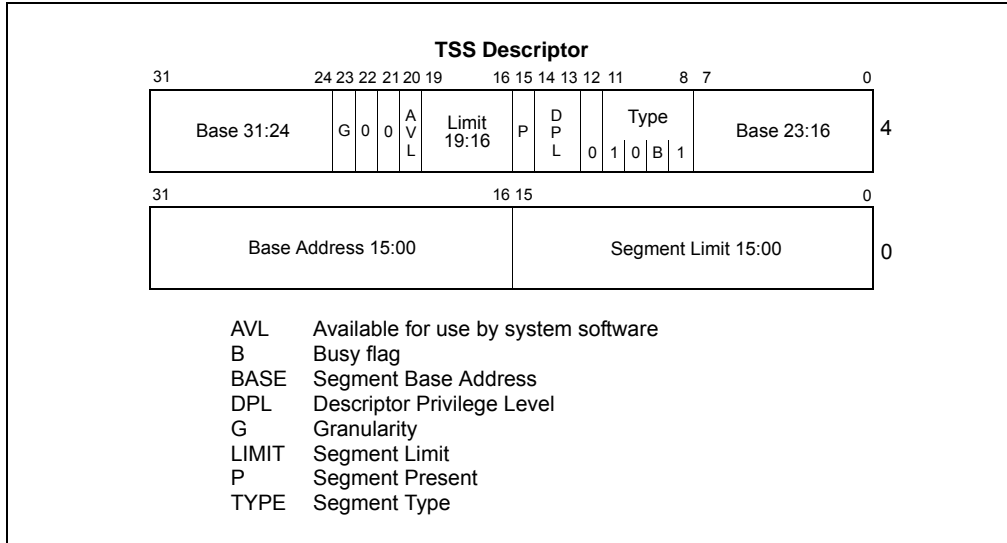 TSS Descriptor
31 24 23 22 21 20 19 16 15 14 13 12 11 8 7 0
Base 31:24 G 0 0 AVL Limit 19:16 P DPL 0 Type 1 0 B 1 Base 23:16 4
31 16 15 0
Base Address 15:00 Segment Limit 15:00 0
AVL Available for use by system software
B Busy flag
BASE Segment Base Address
DPL Descriptor Privilege Level
G Granularity
LIMIT Segment Limit
P Segment Present
TYPE Segment Type